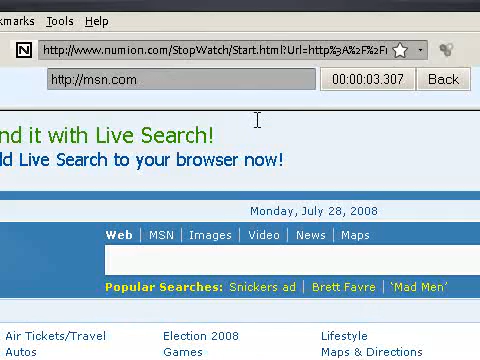 kmarks Tools Help
N http://www.numion.com/StopWatch/Start.html?Url=http%3A%2F%2Fr
http://msn.com 00:00:03.307 Back
nd it with Live Search!
dd Live Search to your browser now!
Monday, July 28, 2008
Web | MSN | Images | Video | News | Maps
Popular Searches: Snickers ad | Brett Favre | 'Mad Men'
Air Tickets/Travel Election 2008 Lifestyle
Autos Games Maps & Directions